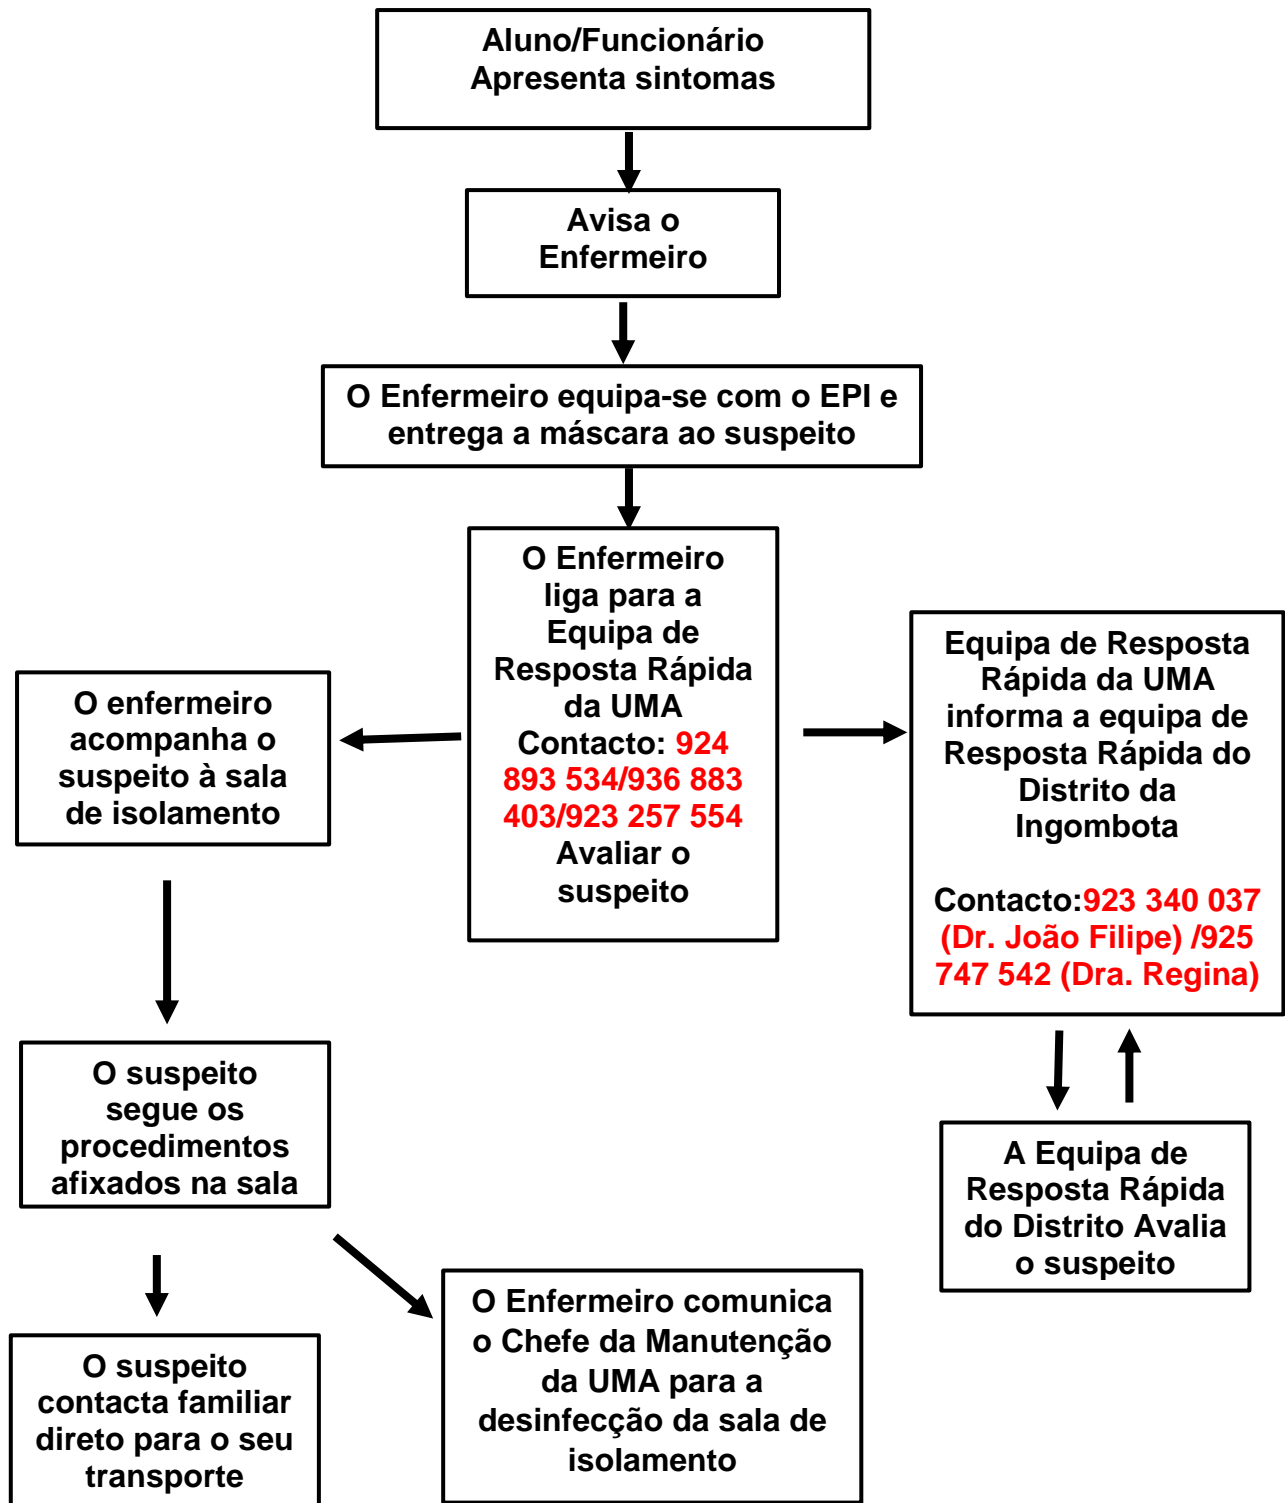 Aluno/Funcionário
Apresenta sintomas
Avisa o
Enfermeiro
O Enfermeiro equipa-se com o EPI e
entrega a máscara ao suspeito
O Enfermeiro
liga para a
Equipa de
Resposta Rápida
da UMA
Contacto: 924
893 534/936 883
403/923 257 554
Avaliar o
suspeito
Equipa de Resposta
Rápida da UMA
informa a equipa de
Resposta Rápida do
Distrito da
Ingombota
Contacto:923 340 037
(Dr. João Filipe) /925
747 542 (Dra. Regina)
O enfermeiro
acompanha o
suspeito à sala
de isolamento
O suspeito
segue os
procedimentos
afixados na sala
A Equipa de
Resposta Rápida
do Distrito Avalia
o suspeito
O Enfermeiro comunica
o Chefe da Manutenção
da UMA para a
desinfecção da sala de
isolamento
O suspeito
contacta familiar
direto para o seu
transporte